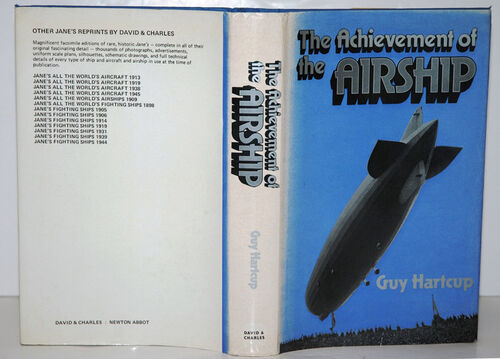 OTHER JANE'S REPRINTS BY DAVID & CHARLES
Magnificent facsimile editions of rare, historic Jane's – complete in all of their
original fascinating detail – thousands of photographs, advertisements,
uniform scale plans, silhouettes, schematic drawings, and full technical
details of every type of ship and aircraft and airship in use at the time of
publication.
JANE'S ALL THE WORLD'S AIRCRAFT 1913
JANE'S ALL THE WORLD'S AIRCRAFT 1919
JANE'S ALL THE WORLD'S AIRCRAFT 1938
JANE'S ALL THE WORLD'S AIRCRAFT 1945
JANE'S ALL THE WORLD'S AIRSHIPS 1909
JANE'S ALL THE WORLD'S FIGHTING SHIPS 1898
JANE'S FIGHTING SHIPS 1905
JANE'S FIGHTING SHIPS 1906
JANE'S FIGHTING SHIPS 1914
JANE'S FIGHTING SHIPS 1919
JANE'S FIGHTING SHIPS 1931
JANE'S FIGHTING SHIPS 1939
JANE'S FIGHTING SHIPS 1944
DAVID & CHARLES : NEWTON ABBOT
The Achievement of
the AIRSHIP
Guy Hartcup
DAVID &
CHARLES
The Achievement of
the AIRSHIP
Guy Hartcup